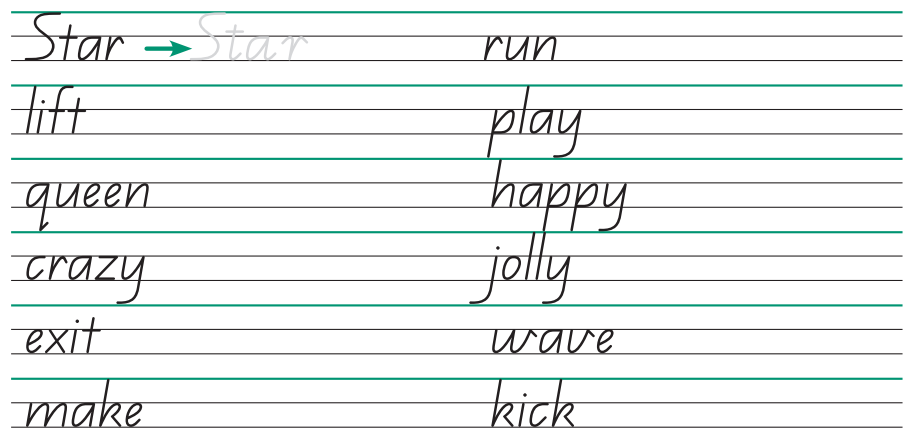 Star Star run
lift play
queen happy
crazy jolly
exit wave
make kick